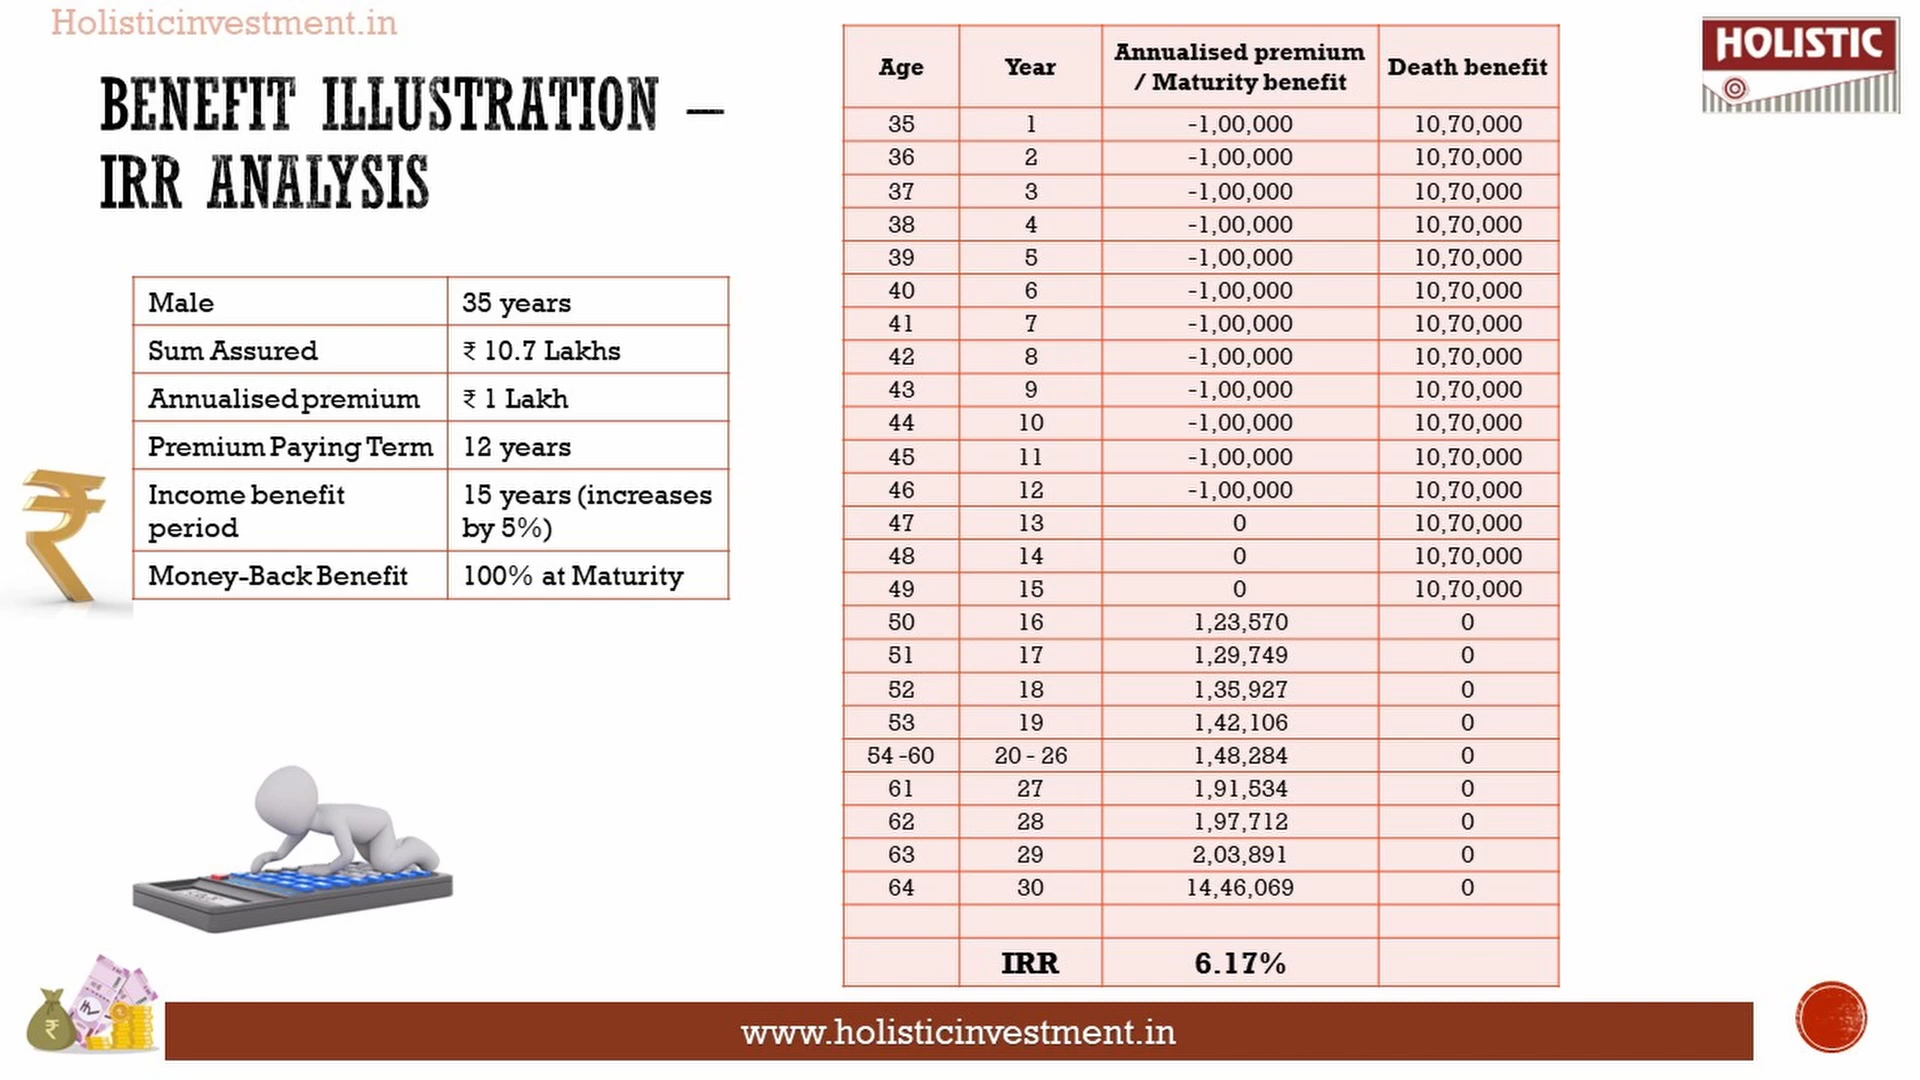 Holisticinvestment.in
BENEFIT ILLUSTRATION –
IRR ANALYSIS
Male 35 years
Sum Assured ₹ 10.7 Lakhs
Annualised premium ₹ 1 Lakh
Premium Paying Term 12 years
Income benefit period 15 years (increases by 5%)
Money-Back Benefit 100% at Maturity
Age Year Annualised premium / Maturity benefit Death benefit
35 1 -1,00,000 10,70,000
36 2 -1,00,000 10,70,000
37 3 -1,00,000 10,70,000
38 4 -1,00,000 10,70,000
39 5 -1,00,000 10,70,000
40 6 -1,00,000 10,70,000
41 7 -1,00,000 10,70,000
42 8 -1,00,000 10,70,000
43 9 -1,00,000 10,70,000
44 10 -1,00,000 10,70,000
45 11 -1,00,000 10,70,000
46 12 -1,00,000 10,70,000
47 13 0 10,70,000
48 14 0 10,70,000
49 15 0 10,70,000
50 16 1,23,570 0
51 17 1,29,749 0
52 18 1,35,927 0
53 19 1,42,106 0
54 -60 20 - 26 1,48,284 0
61 27 1,91,534 0
62 28 1,97,712 0
63 29 2,03,891 0
64 30 14,46,069 0
IRR 6.17%
HOLISTIC
www.holisticinvestment.in